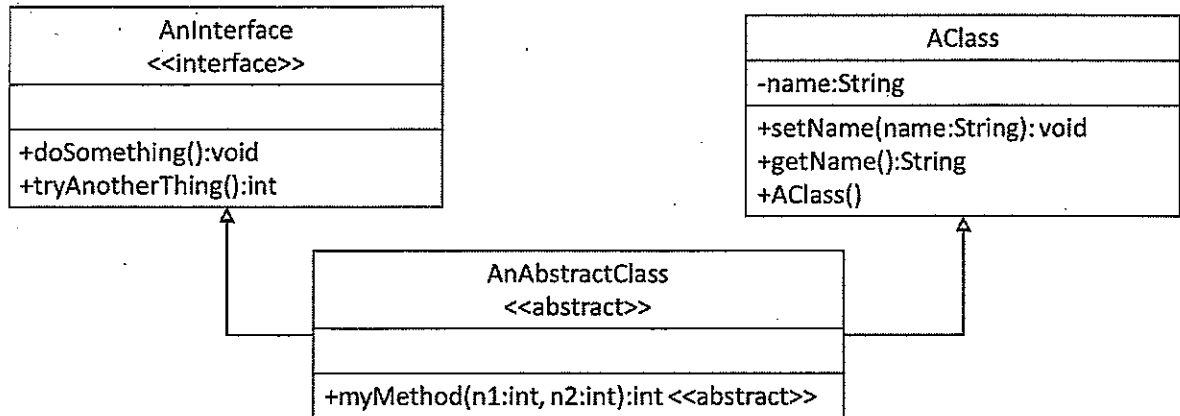 AnInterface
<<interface>>
+doSomething():void
+tryAnotherThing():int
AClass
-name:String
+setName(name:String): void
+getName():String
+AClass()
AnAbstractClass
<<abstract>>
+myMethod(n1:int, n2:int):int <<abstract>>